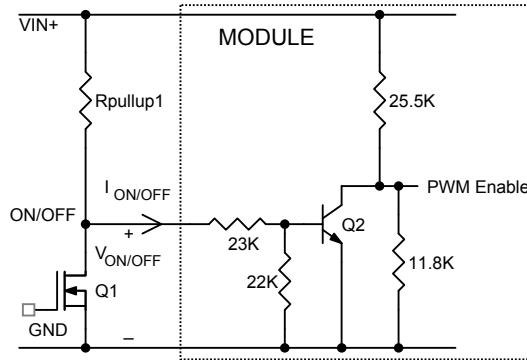 VIN+
MODULE
Rpullup1
25.5K
I ON/OFF
PWM Enable
ON/OFF
+
Q2
23K
V ON/OFF
22K
11.8K
Q1
GND
–